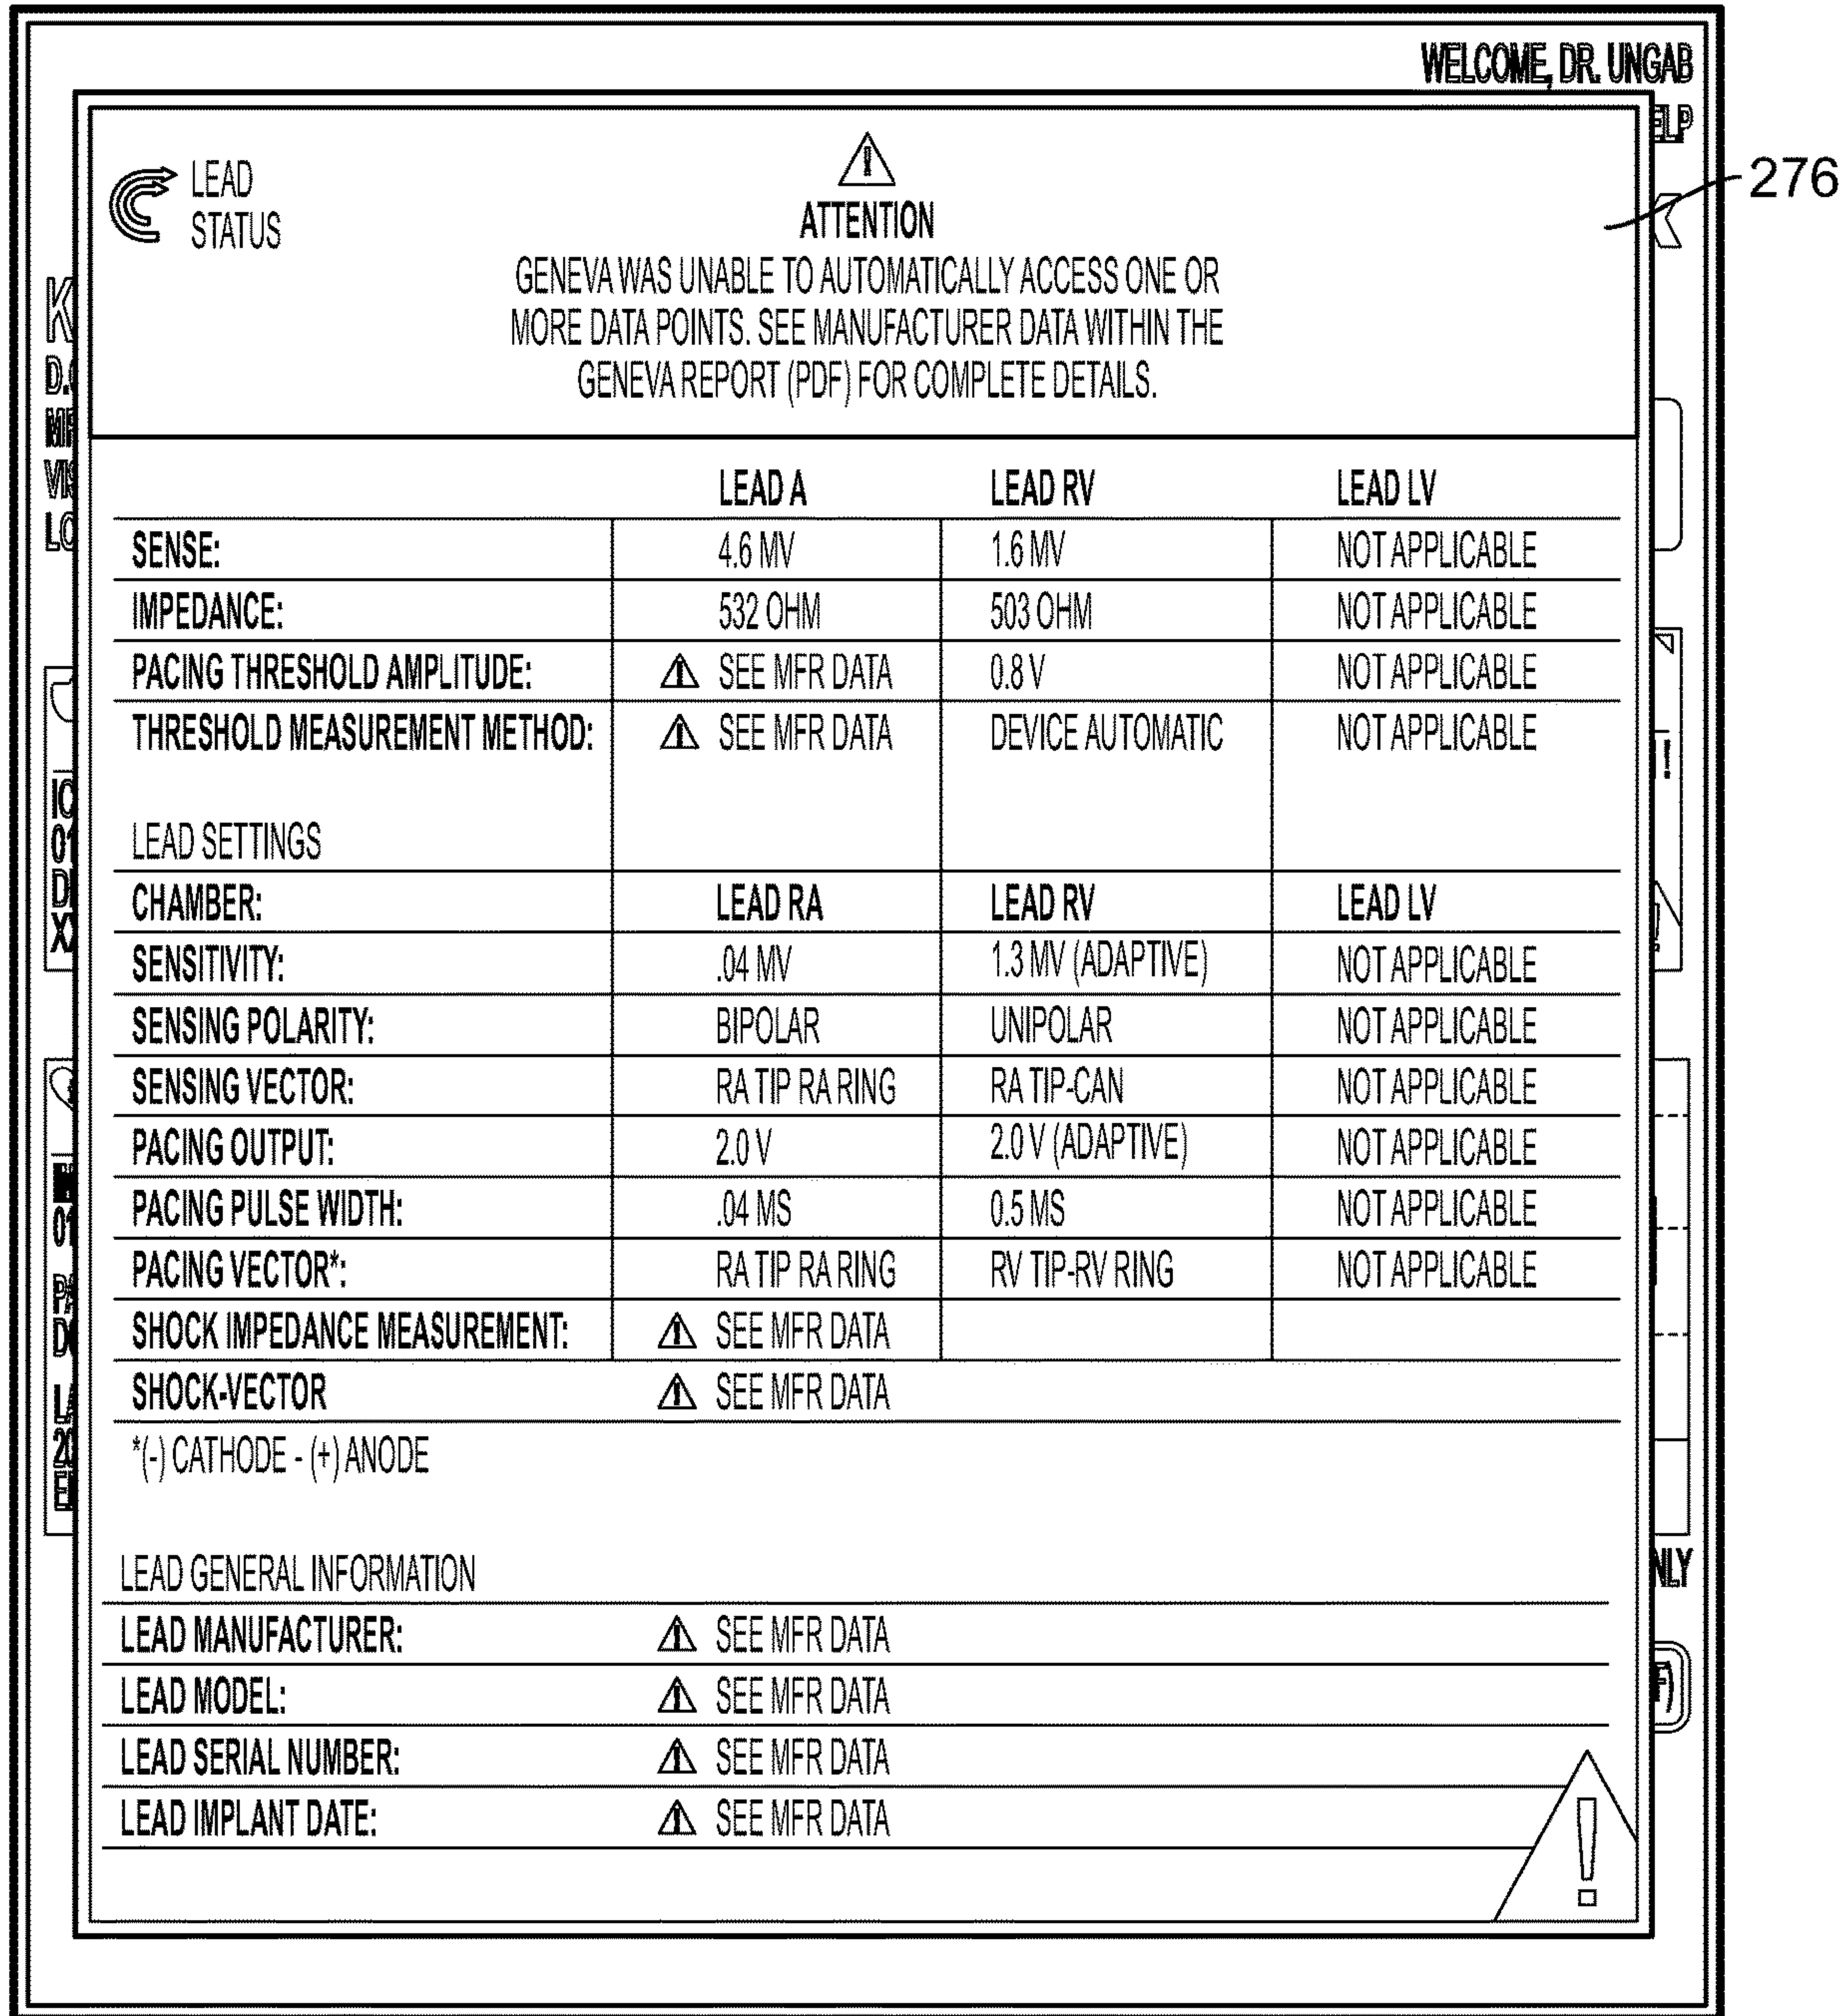 WELCOME, DR. UNGAB
276
LEAD
STATUS
ATTENTION
GENEVA WAS UNABLE TO AUTOMATICALLY ACCESS ONE OR
MORE DATA POINTS. SEE MANUFACTURER DATA WITHIN THE
GENEVA REPORT (PDF) FOR COMPLETE DETAILS.
LEAD A LEAD RV LEAD LV
SENSE: 4.6 MV 1.6 MV NOT APPLICABLE
IMPEDANCE: 532 OHM 503 OHM NOT APPLICABLE
PACING THRESHOLD AMPLITUDE: SEE MFR DATA 0.8 V NOT APPLICABLE
THRESHOLD MEASUREMENT METHOD: SEE MFR DATA DEVICE AUTOMATIC NOT APPLICABLE
LEAD SETTINGS
CHAMBER: LEAD RA LEAD RV LEAD LV
SENSITIVITY: .04 MV 1.3 MV (ADAPTIVE) NOT APPLICABLE
SENSING POLARITY: BIPOLAR UNIPOLAR NOT APPLICABLE
SENSING VECTOR: RA TIP RA RING RA TIP-CAN NOT APPLICABLE
PACING OUTPUT: 2.0 V 2.0 V (ADAPTIVE) NOT APPLICABLE
PACING PULSE WIDTH: .04 MS 0.5 MS NOT APPLICABLE
PACING VECTOR*: RA TIP RA RING RV TIP-RV RING NOT APPLICABLE
SHOCK IMPEDANCE MEASUREMENT: SEE MFR DATA
SHOCK-VECTOR SEE MFR DATA
*(-) CATHODE - (+) ANODE
LEAD GENERAL INFORMATION
LEAD MANUFACTURER: SEE MFR DATA
LEAD MODEL: SEE MFR DATA
LEAD SERIAL NUMBER: SEE MFR DATA
LEAD IMPLANT DATE: SEE MFR DATA